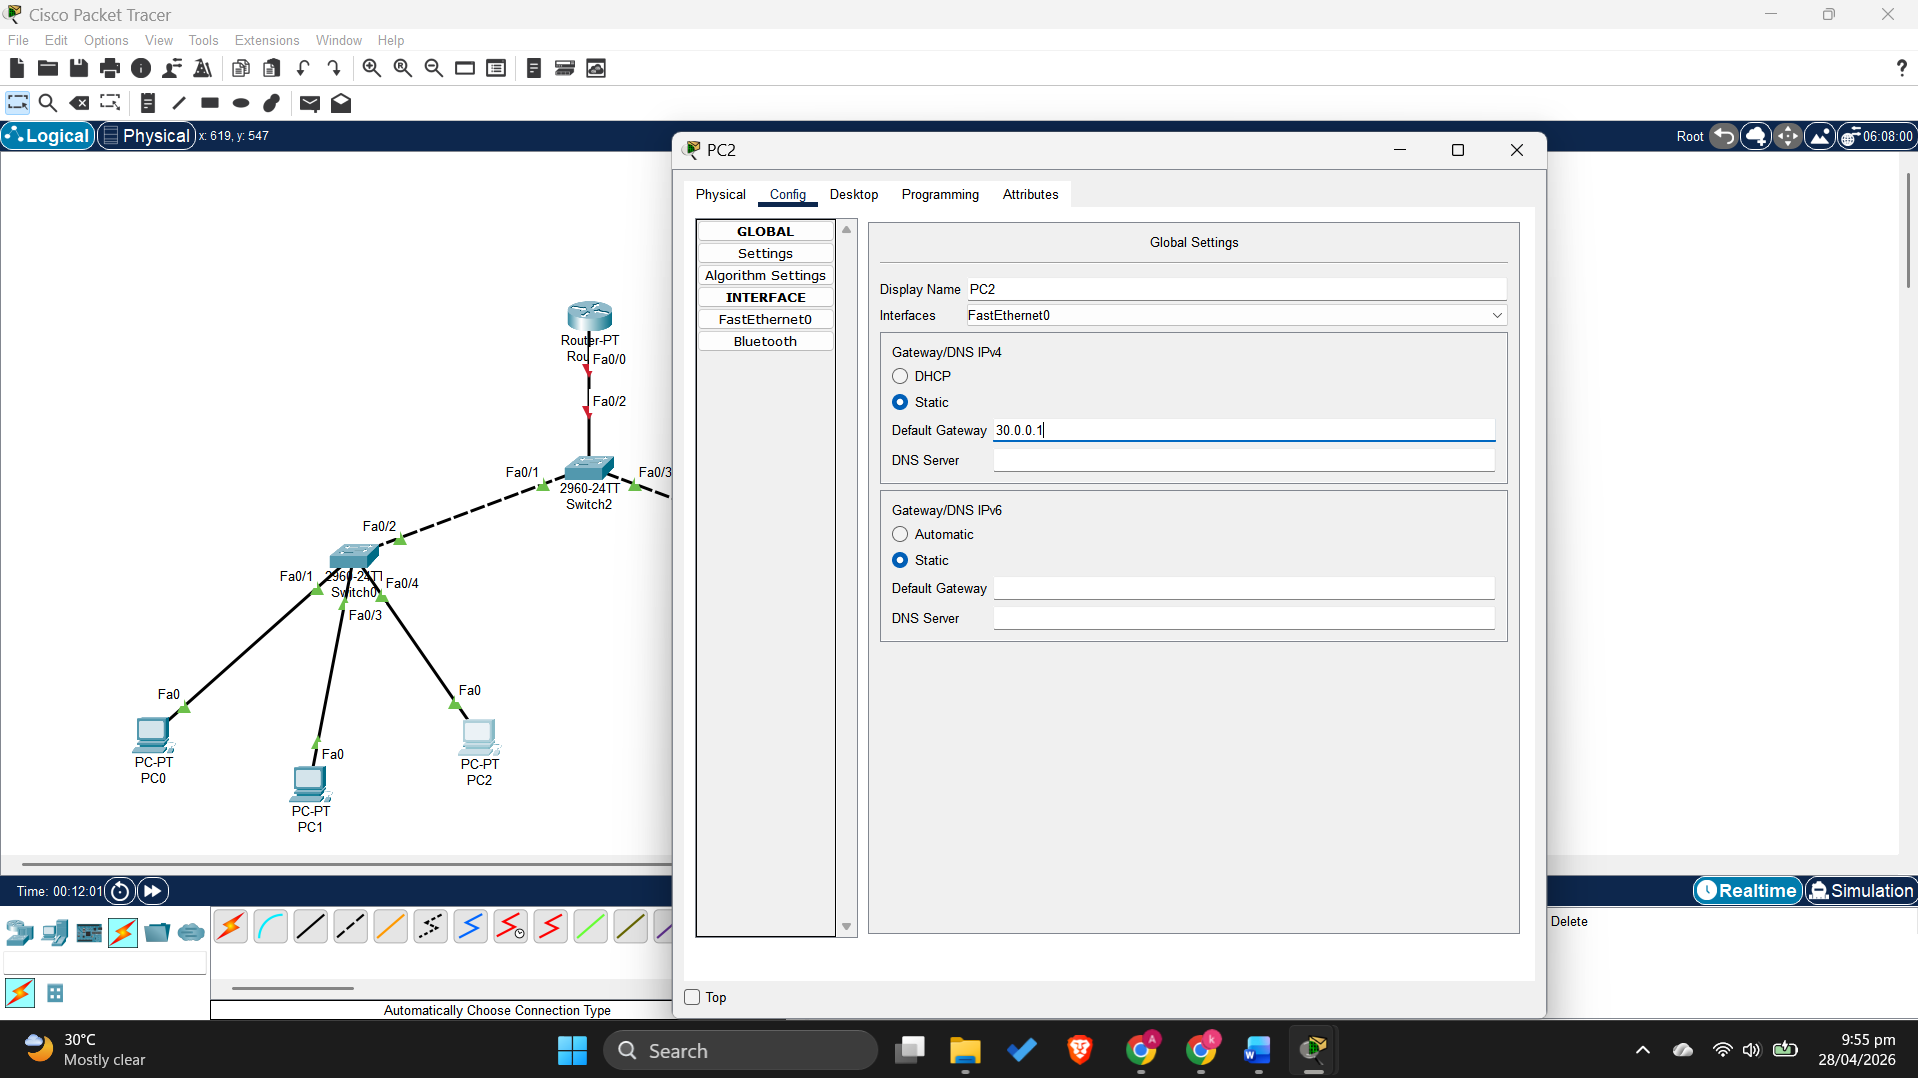 Cisco Packet Tracer
File Edit Options View Tools Extensions Window Help
?
Logical Physical x: 619, y: 547
Root 06:08:00
Router-PT
Rou
Fa0/0
Fa0/2
Fa0/1
Fa0/3
2960-24TT
Switch2
Fa0/2
Fa0/1
2960-24TT
Switch0
Fa0/4
Fa0/3
Fa0
Fa0
Fa0
PC-PT
PC0
PC-PT
PC1
PC-PT
PC2
PC2
Physical Config Desktop Programming Attributes
GLOBAL
Settings
Algorithm Settings
INTERFACE
FastEthernet0
Bluetooth
Global Settings
Display Name PC2
Interfaces FastEthernet0
Gateway/DNS IPv4
DHCP
Static
Default Gateway 30.0.0.1
DNS Server
Gateway/DNS IPv6
Automatic
Static
Default Gateway
DNS Server
Top
Time: 00:12:01
Realtime Simulation
Delete
Automatically Choose Connection Type
30°C
Mostly clear
Search
A
k
W
9:55 pm
28/04/2026